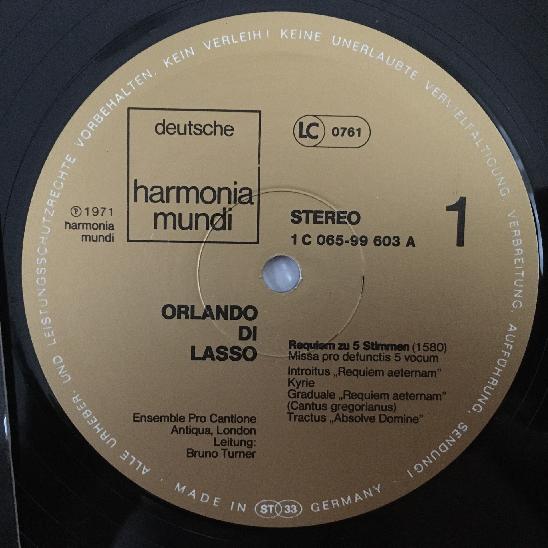 ALLE URHEBER- UND LEISTUNGSSCHUTZRECHTE VORBEHALTEN. KEIN VERLEIH! KEINE UNERLAUBTE VERVIELFÄLTIGUNG, VERBREITUNG, AUFFÜHRUNG, SENDUNG!
deutsche
harmonia
mundi
LC 0761
℗ 1971
harmonia
mundi
STEREO
1 C 065-99 603 A
1
ORLANDO
DI
LASSO
Requiem zu 5 Stimmen (1580)
Missa pro defunctis 5 vocum
Introitus „Requiem aeternam"
Kyrie
Graduale „Requiem aeternam"
(Cantus gregorianus)
Tractus „Absolve Domine"
Ensemble Pro Cantione
Antiqua, London
Leitung:
Bruno Turner
· MADE IN ST 33 GERMANY ·